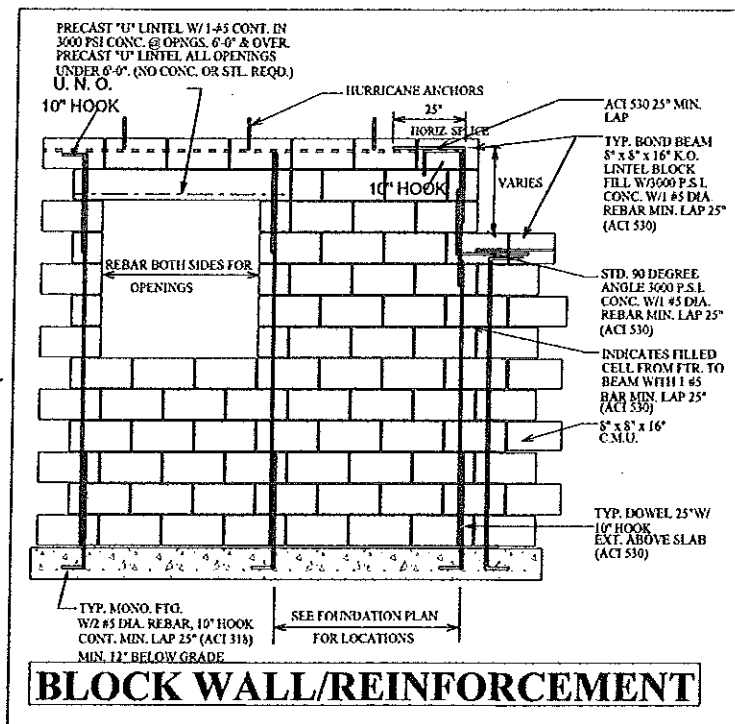 PRECAST "U" LINTEL W/ 1-#5 CONT. IN
3000 PSI CONC. @ OPNGS. 6'-0" & OVER.
PRECAST "U" LINTEL ALL OPENINGS
UNDER 6'-0". (NO CONC. OR STL. REQD.)
U. N. O.
10" HOOK
HURRICANE ANCHORS
25"
HORIZ. SPLICE
10" HOOK
VARIES
ACI 530 25" MIN.
LAP
TYP. BOND BEAM
8" x 8" x 16" K.O.
LINTEL BLOCK
FILL W/3000 P.S.I.
CONC. W/1 #5 DIA.
REBAR MIN. LAP 25"
(ACI 530)
REBAR BOTH SIDES FOR
OPENINGS
STD. 90 DEGREE
ANGLE 3000 P.S.I.
CONC. W/1 #5 DIA.
REBAR MIN. LAP 25"
(ACI 530)
INDICATES FILLED
CELL FROM FTR. TO
BEAM WITH 1 #5
BAR MIN. LAP 25"
(ACI 530)
8" x 8" x 16"
C.M.U.
TYP. DOWEL 25" W/
10" HOOK
EXT. ABOVE SLAB
(ACI 530)
TYP. MONO. FTG.
W/2 #5 DIA. REBAR, 10" HOOK
CONT. MIN. LAP 25" (ACI 318)
MIN. 12" BELOW GRADE
SEE FOUNDATION PLAN
FOR LOCATIONS
BLOCK WALL/REINFORCEMENT